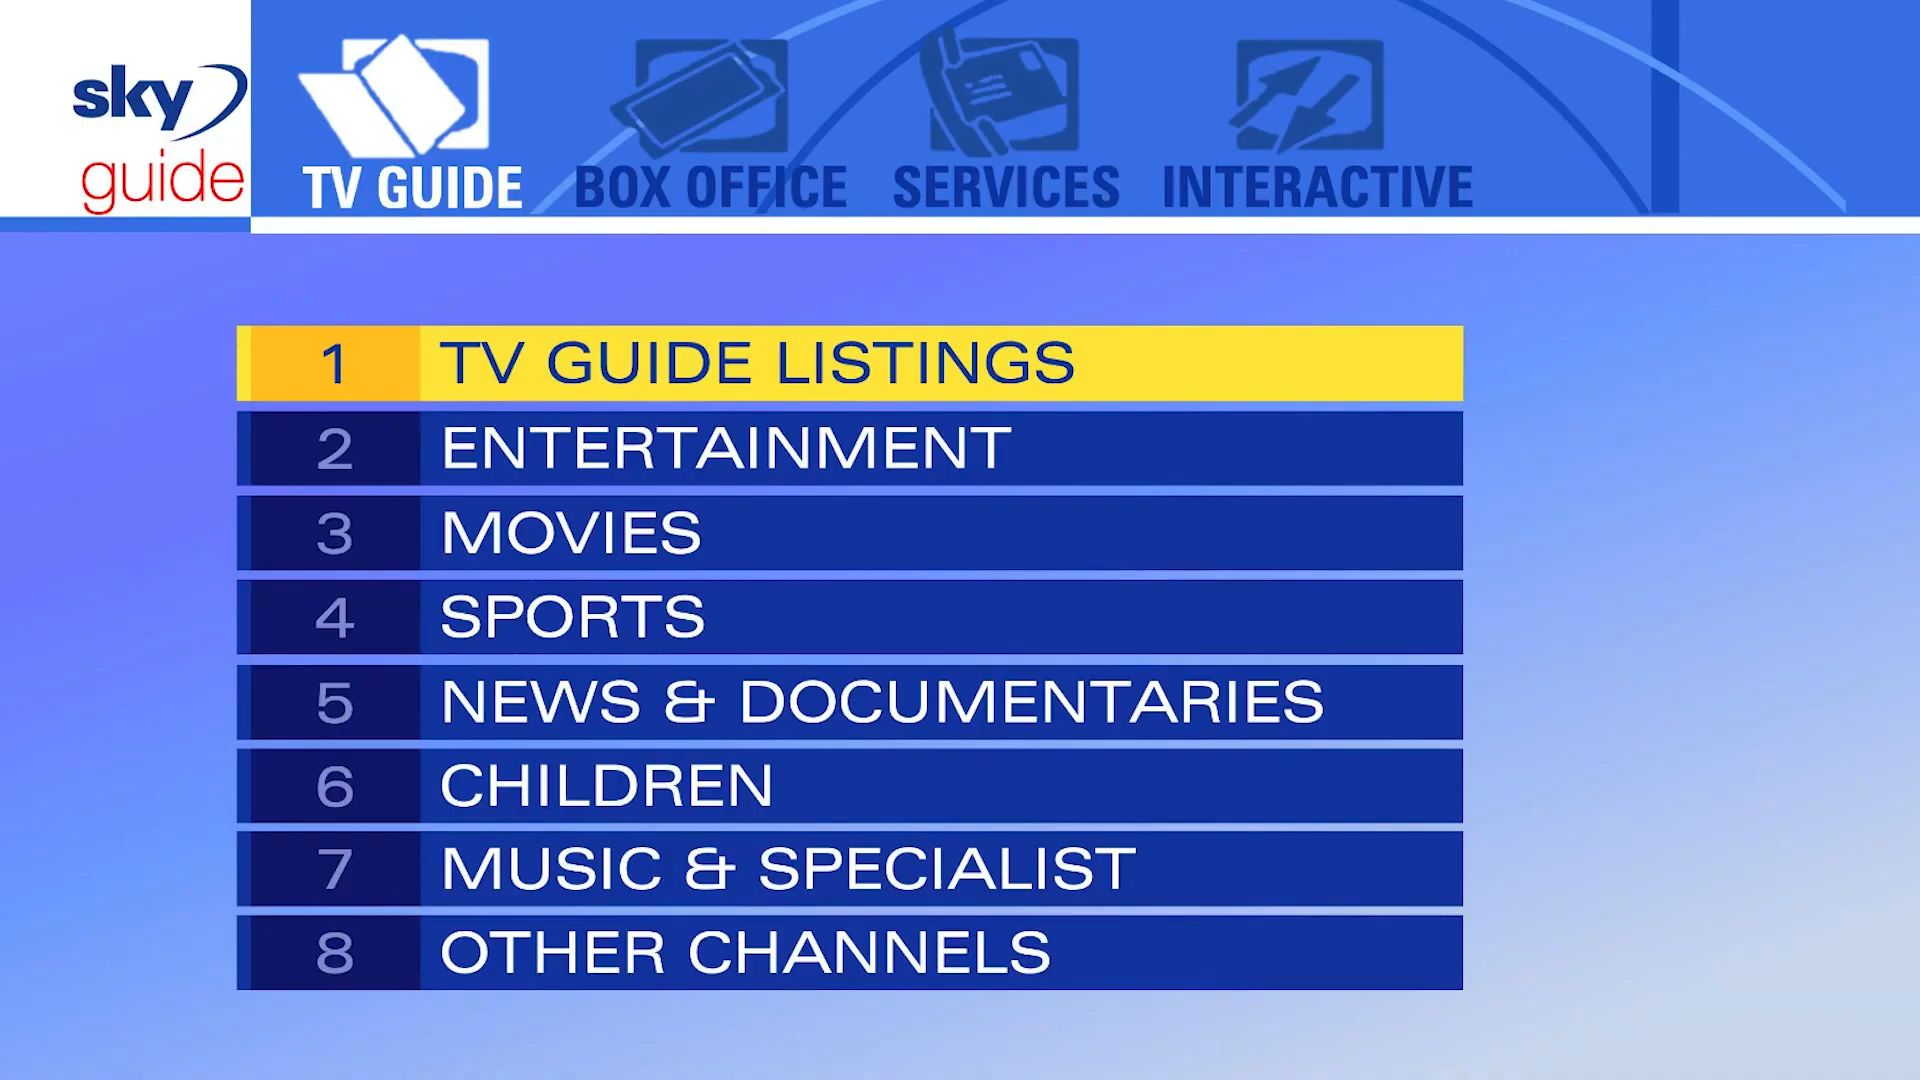 sky
guide
TV GUIDE
BOX OFFICE
SERVICES
INTERACTIVE
1 TV GUIDE LISTINGS
2 ENTERTAINMENT
3 MOVIES
4 SPORTS
5 NEWS & DOCUMENTARIES
6 CHILDREN
7 MUSIC & SPECIALIST
8 OTHER CHANNELS